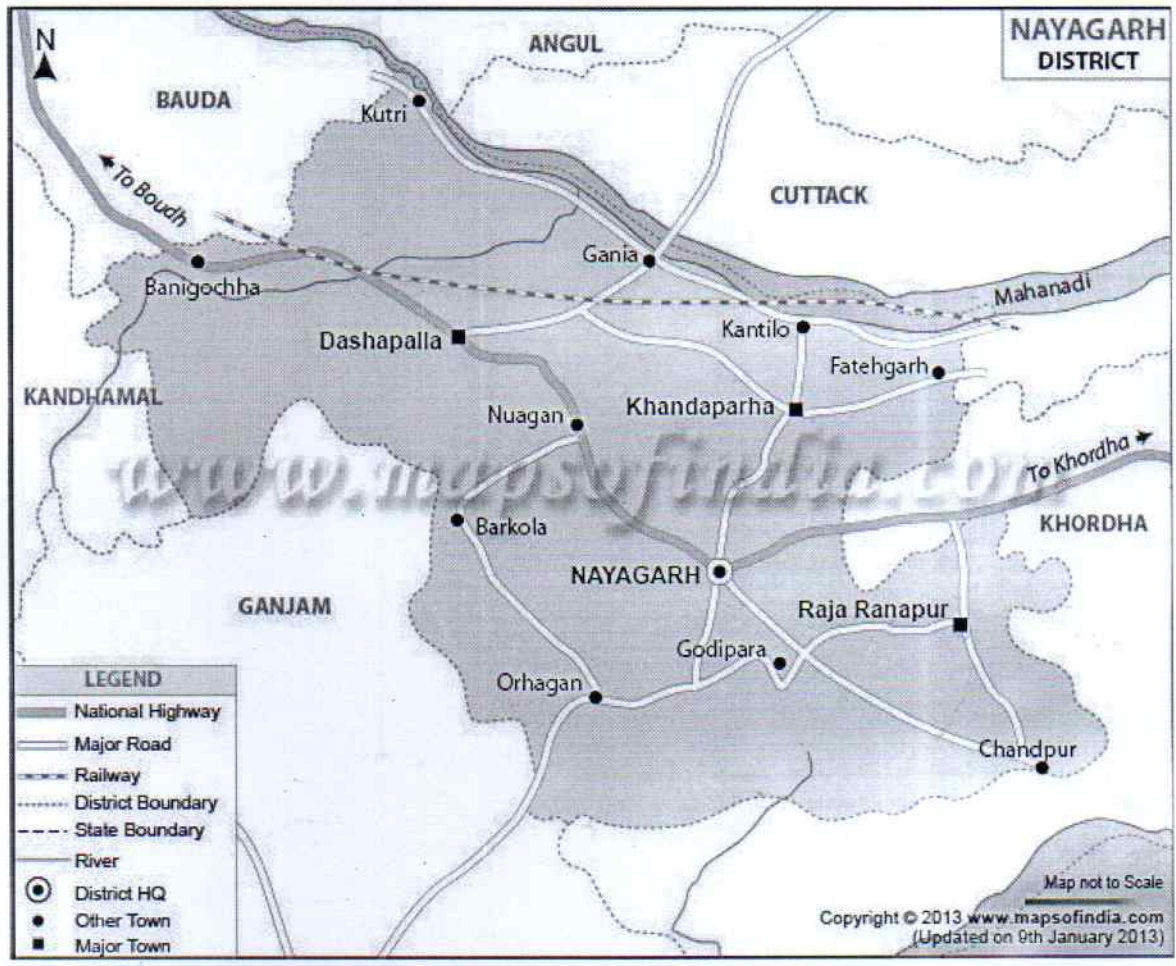 NAYAGARH
DISTRICT
N
ANGUL
BAUDA
Kutri
To Boudh
CUTTACK
Gania
Banigochha
Mahanadi
Kantilo
Dashapalla
Fatehgarh
KANDHAMAL
Khandaparha
Nuagan
To Khordha
www.mapsofindia.com
Barkola
KHORDHA
NAYAGARH
GANJAM
Raja Ranapur
Godipara
Orhagan
Chandpur
LEGEND
National Highway
Major Road
Railway
District Boundary
State Boundary
River
District HQ
Other Town
Major Town
Map not to Scale
Copyright © 2013 www.mapsofindia.com
(Updated on 9th January 2013)